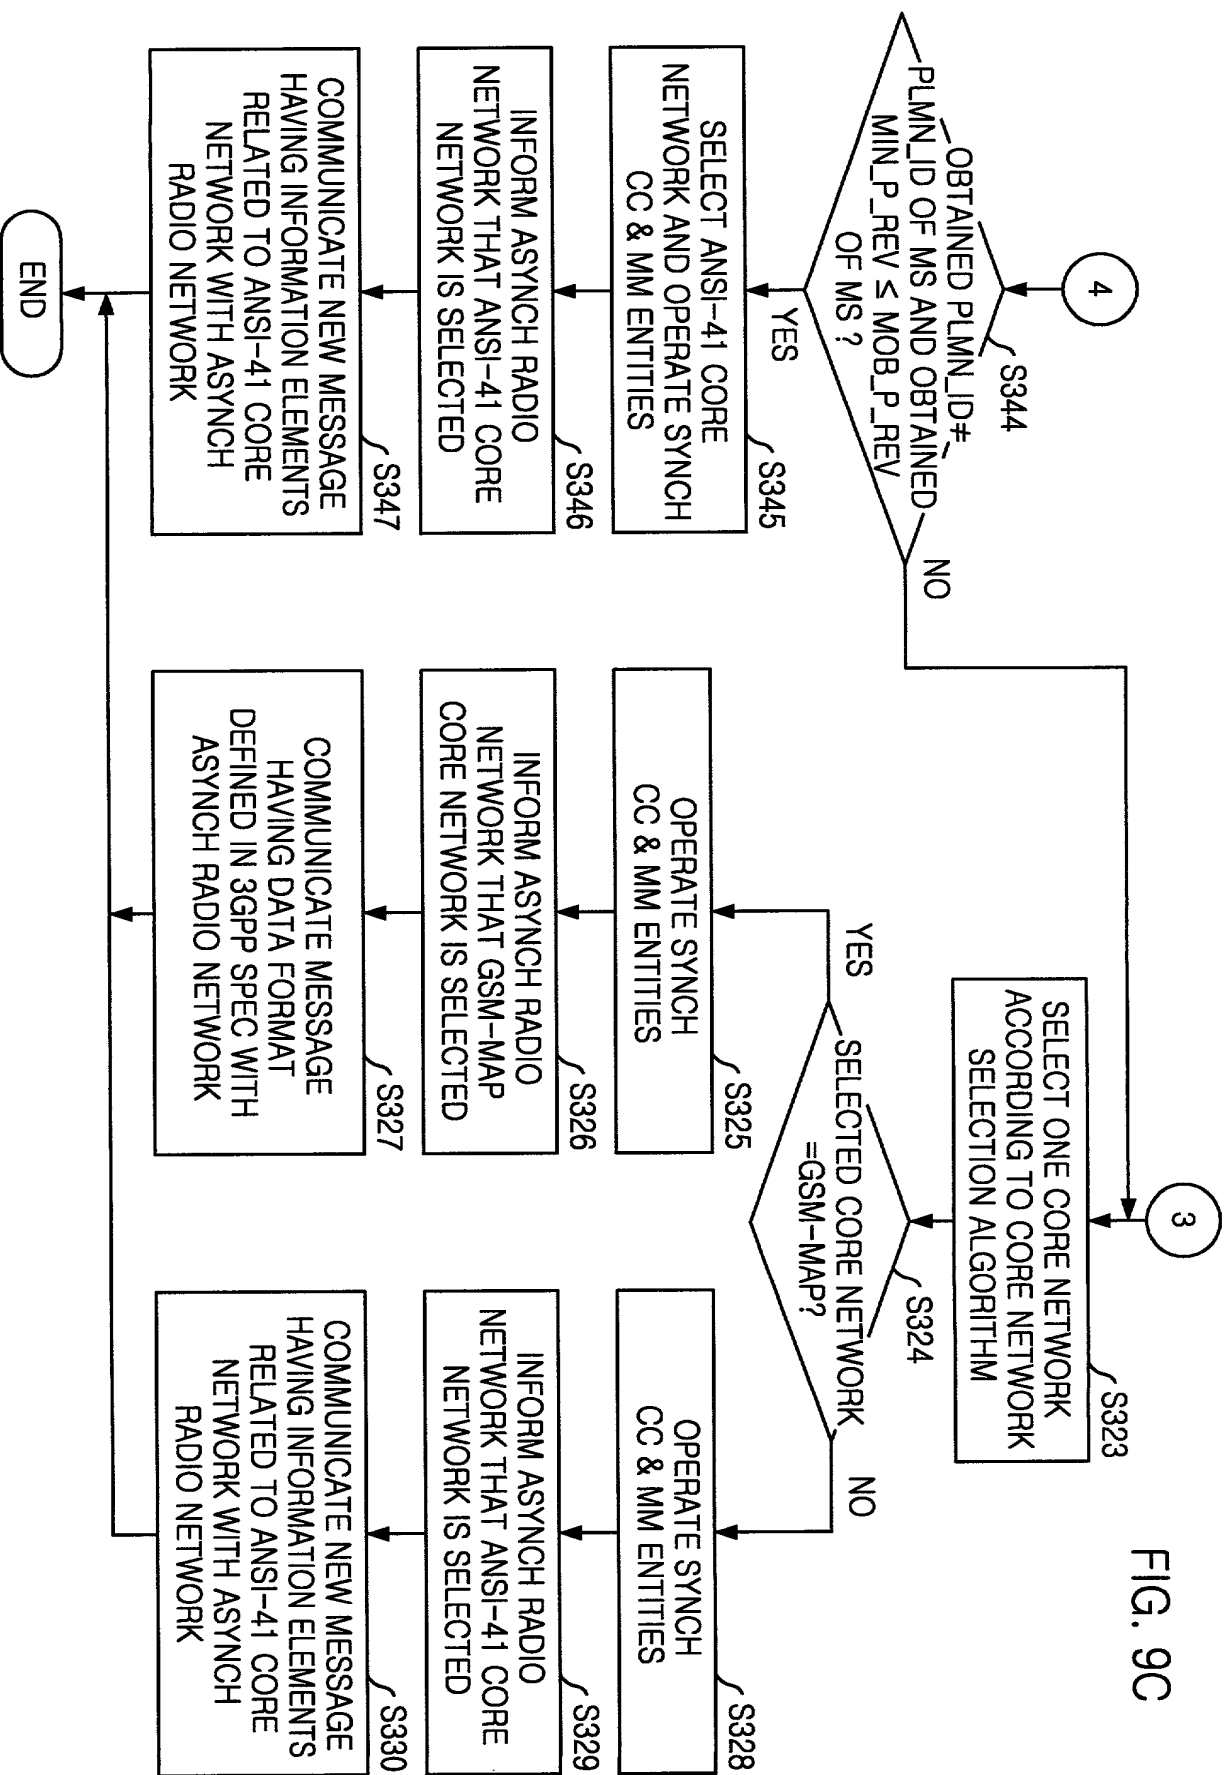 FIG. 9C
4
S344
OBTAINED PLMN_ID≠
PLMN_ID OF MS AND OBTAINED
MIN_P_REV ≤ MOB_P_REV
OF MS ?
NO
YES
S345
SELECT ANSI-41 CORE
NETWORK AND OPERATE SYNCH
CC & MM ENTITIES
S346
INFORM ASYNCH RADIO
NETWORK THAT ANSI-41 CORE
NETWORK IS SELECTED
S347
COMMUNICATE NEW MESSAGE
HAVING INFORMATION ELEMENTS
RELATED TO ANSI-41 CORE
NETWORK WITH ASYNCH
RADIO NETWORK
END
3
S323
SELECT ONE CORE NETWORK
ACCORDING TO CORE NETWORK
SELECTION ALGORITHM
S324
SELECTED CORE NETWORK
=GSM-MAP?
YES
NO
S325
OPERATE SYNCH
CC & MM ENTITIES
S326
INFORM ASYNCH RADIO
NETWORK THAT GSM-MAP
CORE NETWORK IS SELECTED
S327
COMMUNICATE MESSAGE
HAVING DATA FORMAT
DEFINED IN 3GPP SPEC WITH
ASYNCH RADIO NETWORK
S328
OPERATE SYNCH
CC & MM ENTITIES
S329
INFORM ASYNCH RADIO
NETWORK THAT ANSI-41 CORE
NETWORK IS SELECTED
S330
COMMUNICATE NEW MESSAGE
HAVING INFORMATION ELEMENTS
RELATED TO ANSI-41 CORE
NETWORK WITH ASYNCH
RADIO NETWORK